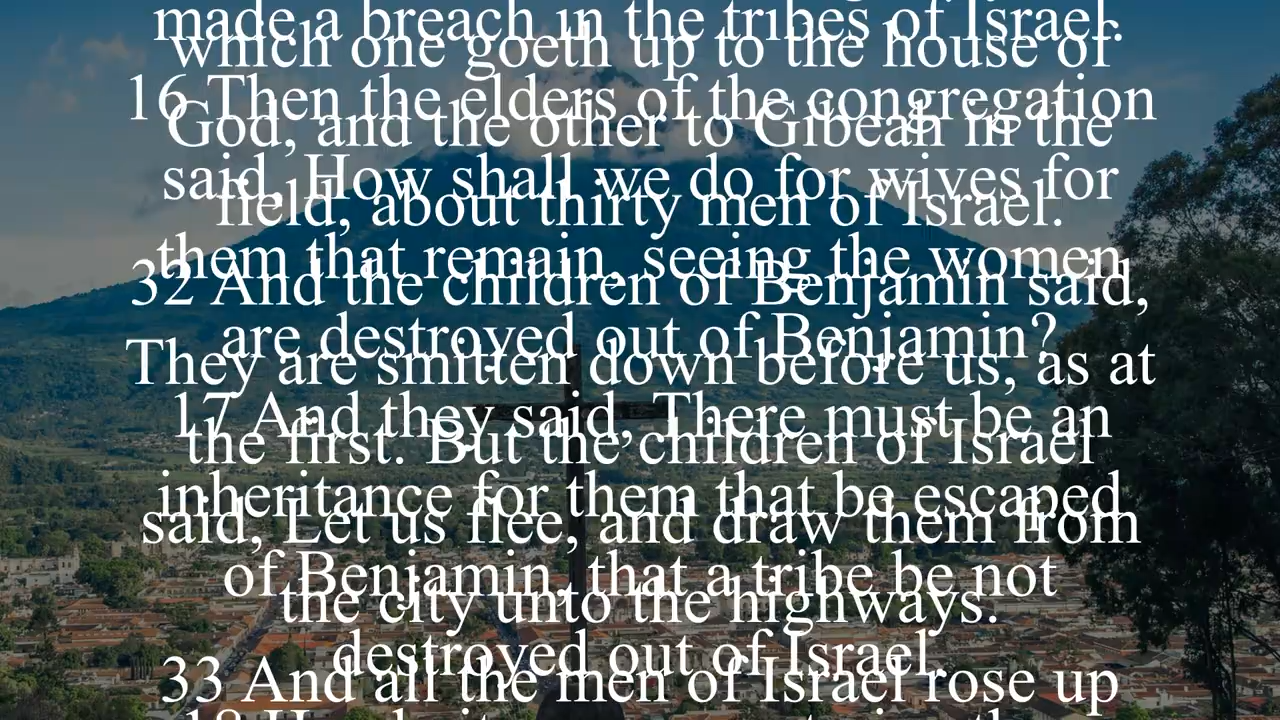 made a breach in the tribes of Israel.
which one goeth up to the house of
16 Then the elders of the congregation
God, and the other to Gibeah in the
said, How shall we do for wives for
field, about thirty men of Israel.
them that remain, seeing the women
32 And the children of Benjamin said,
are destroyed out of Benjamin?
They are smitten down before us, as at
17 And they said, There must be an
the first. But the children of Israel
inheritance for them that be escaped
said, Let us flee, and draw them from
of Benjamin, that a tribe be not
the city unto the highways.
destroyed out of Israel.
33 And all the men of Israel rose up